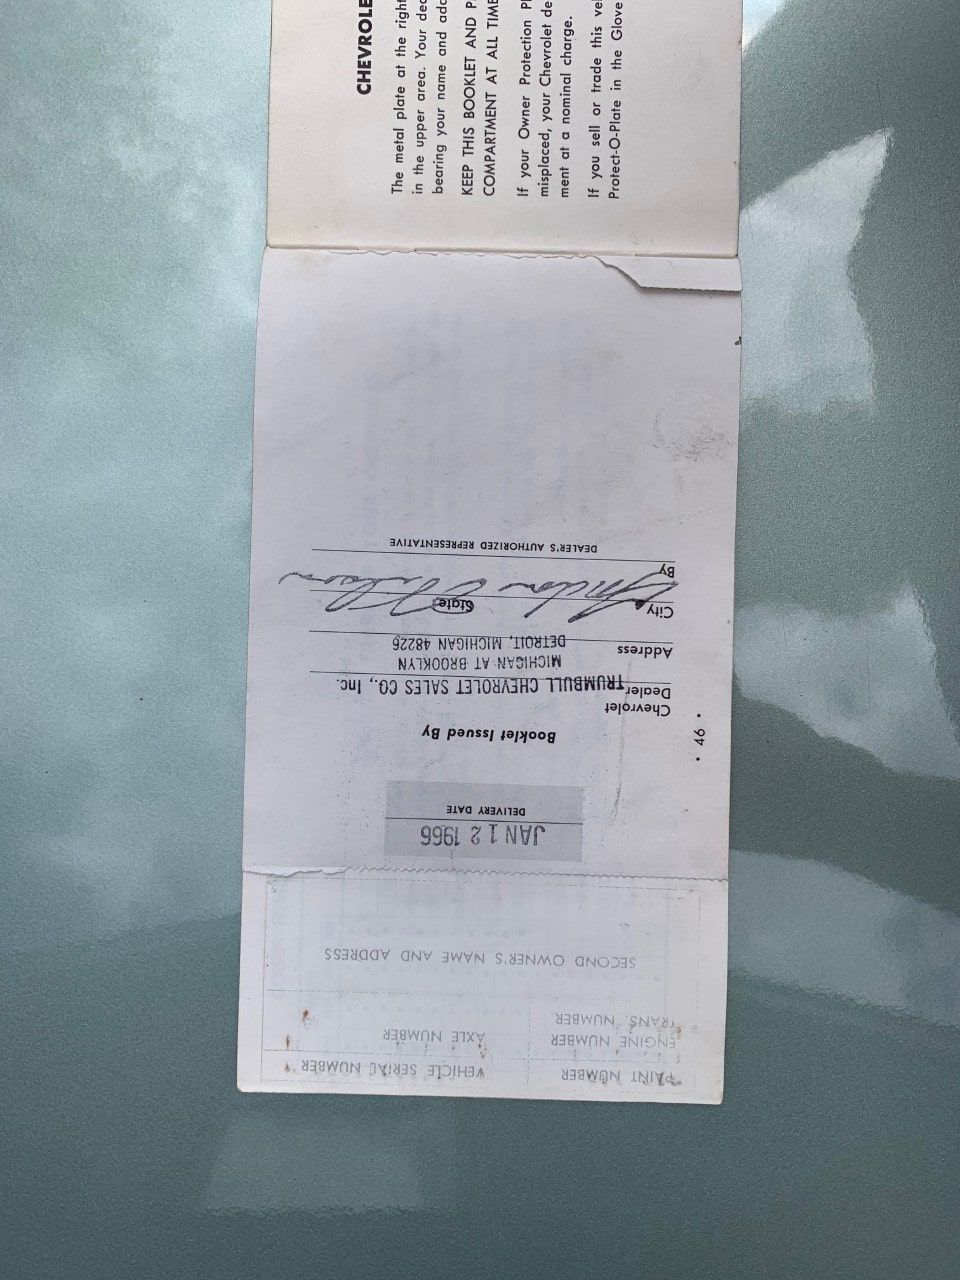 CHEVROLE
The metal plate at the right
in the upper area. Your dea
bearing your name and add
KEEP THIS BOOKLET AND P
COMPARTMENT AT ALL TIME
If your Owner Protection Pl
misplaced, your Chevrolet de
ment at a nominal charge.
If you sell or trade this ve
Protect-O-Plate in the Glove
PAINT NUMBER VEHICLE SERIAL NUMBER
ENGINE NUMBER AXLE NUMBER
TRANS. NUMBER
SECOND OWNER'S NAME AND ADDRESS
JAN 12 1966
DELIVERY DATE
• 46 •
Booklet Issued By
Chevrolet
Dealer TRUMBULL CHEVROLET SALES CO., Inc.
MICHIGAN AT BROOKLYN
Address DETROIT, MICHIGAN 48226
City State
By
DEALER'S AUTHORIZED REPRESENTATIVE